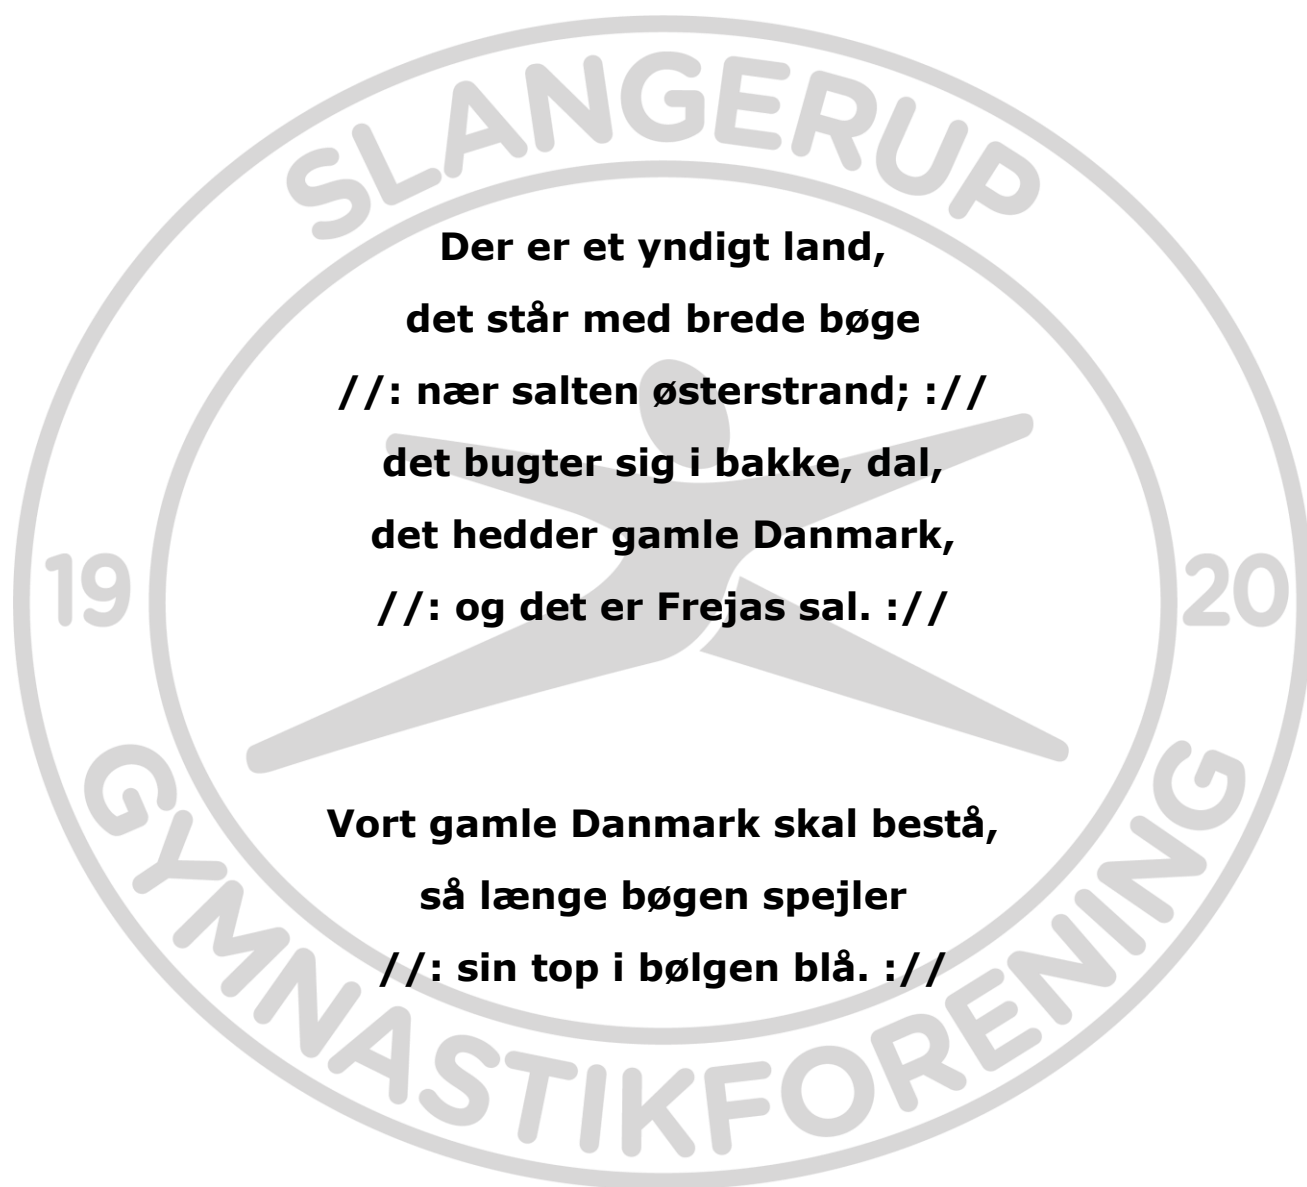 SLANGERUP
Der er et yndigt land,
det står med brede bøge
//: nær salten østerstrand; ://
det bugter sig i bakke, dal,
det hedder gamle Danmark,
//: og det er Frejas sal. ://
19 20
Vort gamle Danmark skal bestå,
så længe bøgen spejler
//: sin top i bølgen blå. ://
GYMNASTIKFORENING